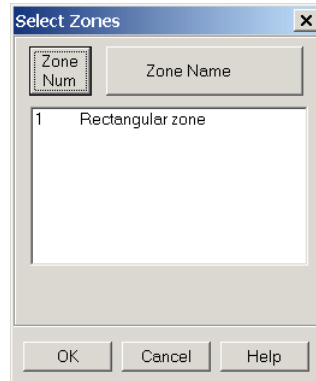 Select Zones
Zone Num
Zone Name
1 Rectangular zone
OK Cancel Help